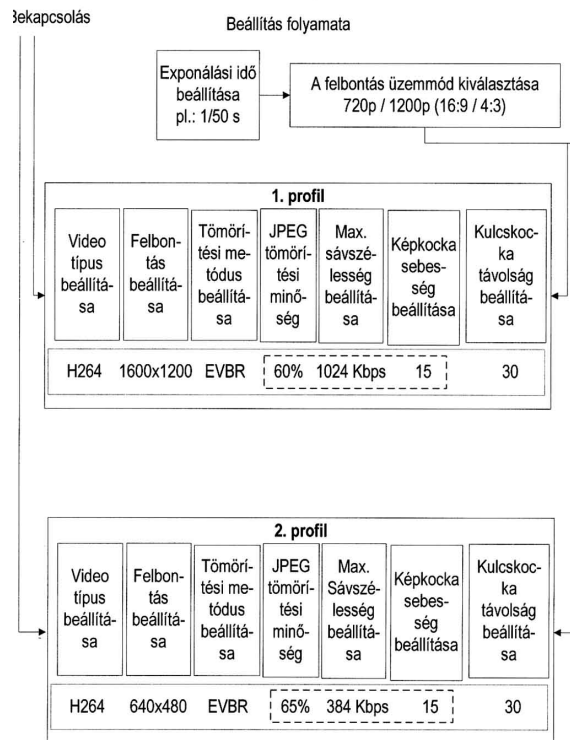 Bekapcsolás
Beállítás folyamata
Exponálási idő
beállítása
pl.: 1/50 s
A felbontás üzemmód kiválasztása
720p / 1200p (16:9 / 4:3)
1. profil
Video
típus
beállítá-
sa
Felbon-
tás
beállítá-
sa
Tömörí-
tési me-
tódus
beállítá-
sa
JPEG
tömörí-
tési
minő-
ség
Max.
sávszé-
lesség
beállítá-
sa
Képkocka
sebes-
ség
beállítása
Kulcskoc-
ka
távolság
beállítá-
sa
H264 1600x1200 EVBR 60% 1024 Kbps 15 30
2. profil
Video
típus
beállítá-
sa
Felbon-
tás
beállítá-
sa
Tömörí-
tési me-
tódus
beállítá-
sa
JPEG
tömörí-
tési
minő-
ség
Max.
Sávszé-
lesség
beállítá-
sa
Képkocka
sebes-
ség
beállítása
Kulcskoc-
ka
távolság
beállítá-
sa
H264 640x480 EVBR 65% 384 Kbps 15 30